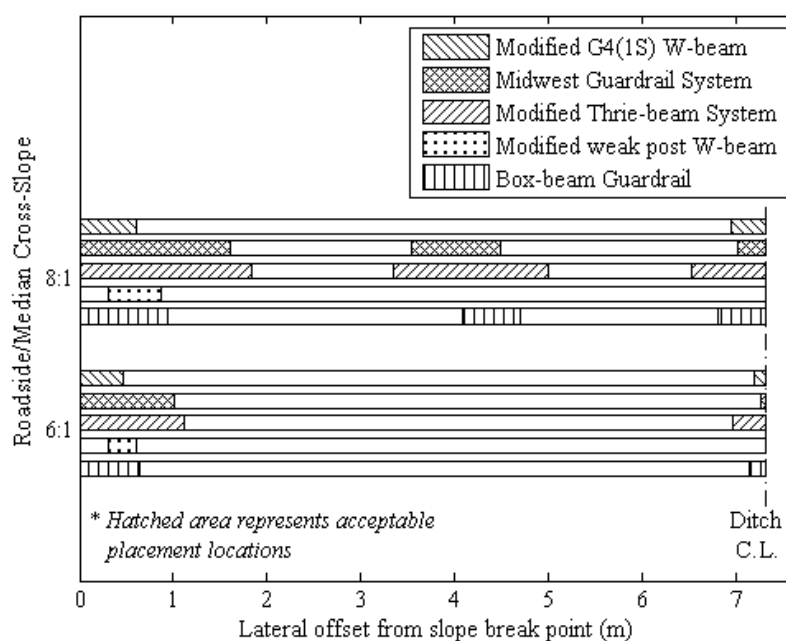 Modified G4(1S) W-beam
Midwest Guardrail System
Modified Thrie-beam System
Modified weak post W-beam
Box-beam Guardrail
Roadside/Median Cross-Slope
8:1
6:1
* Hatched area represents acceptable
placement locations
Ditch
C.L.
0 1 2 3 4 5 6 7
Lateral offset from slope break point (m)